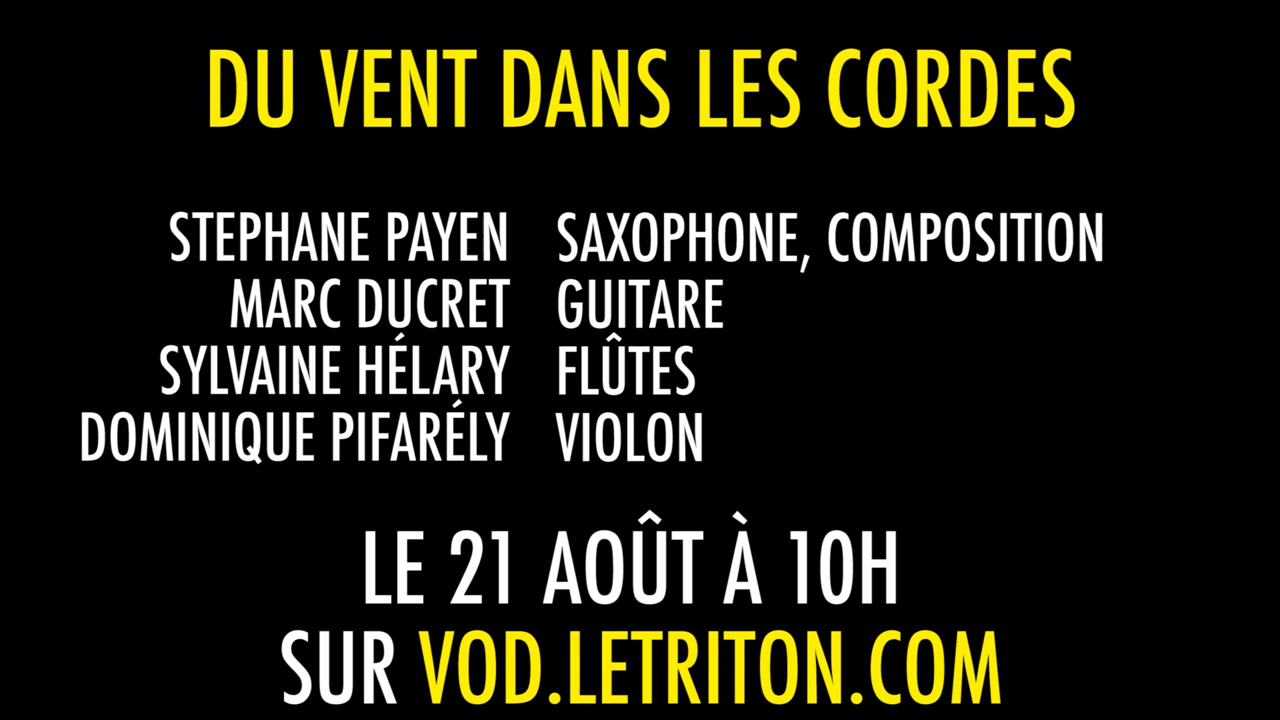 DU VENT DANS LES CORDES
STEPHANE PAYEN SAXOPHONE, COMPOSITION
MARC DUCRET GUITARE
SYLVAINE HÉLARY FLÛTES
DOMINIQUE PIFARÉLY VIOLON
LE 21 AOÛT À 10H
SUR VOD.LETRITON.COM